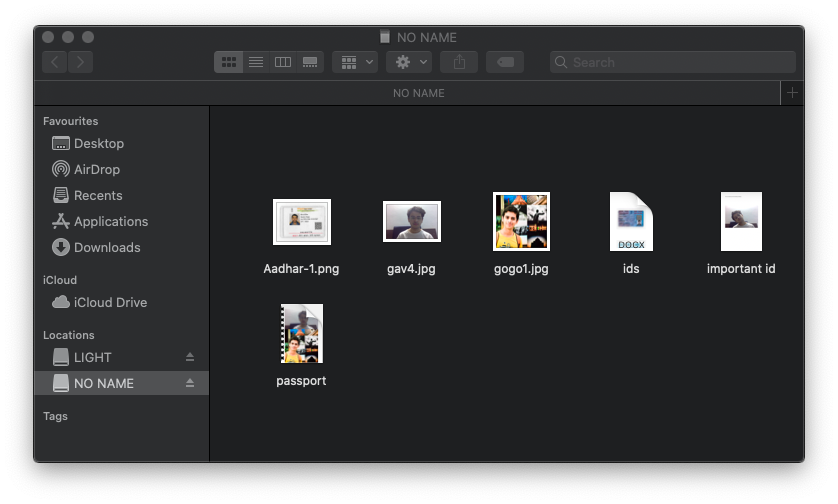 NO NAME
Search
NO NAME
Favourites
Desktop
AirDrop
Recents
Applications
Downloads
iCloud
iCloud Drive
Locations
LIGHT
NO NAME
Tags
Aadhar-1.png
gav4.jpg
gogo1.jpg
DOCX
ids
important id
passport